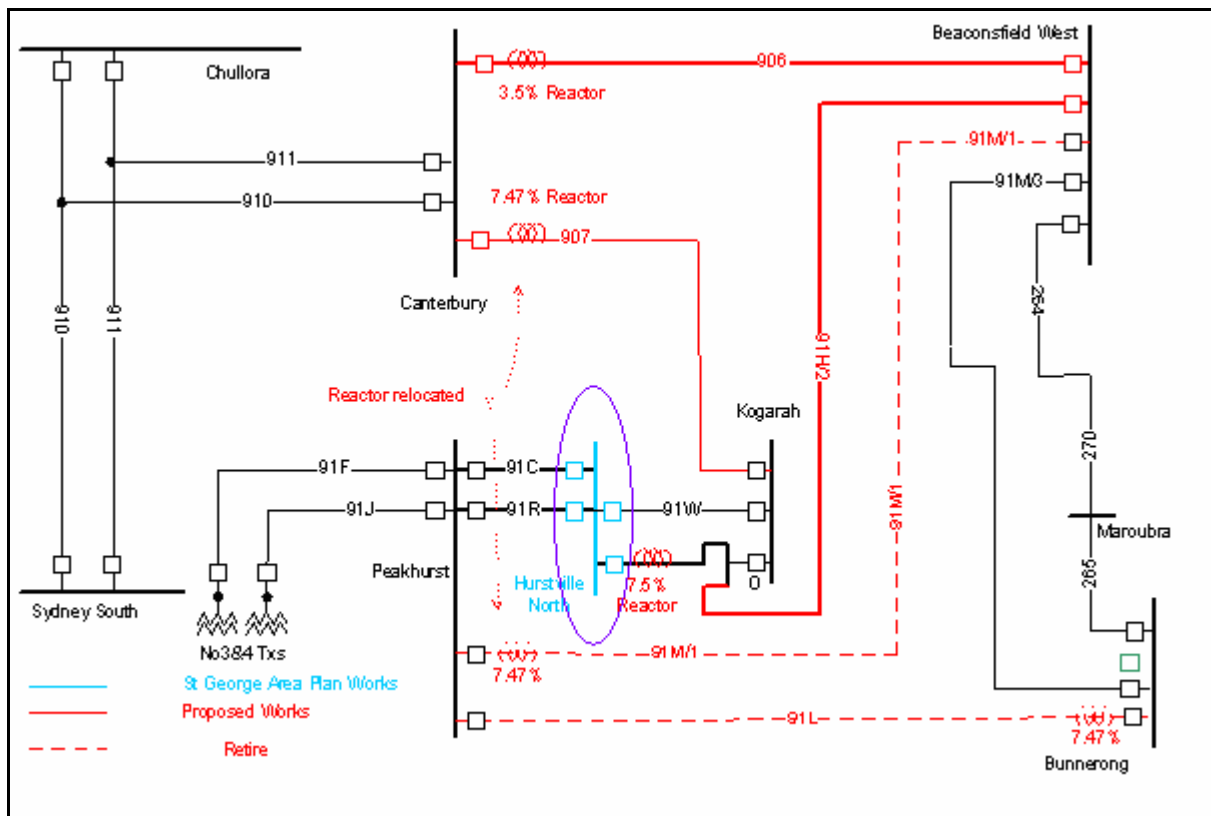 Beaconsfield West
Chullora
906
3.5% Reactor
911
91M/1
910
7.47% Reactor
91M/3
907
Canterbury
264
910
911
91H/2
Reactor relocated
Kogarah
270
91F
91C
91M/1
91J
91R
91W
Maroubra
Peakhurst
265
Hurstville
North
7.5%
Reactor
O
Sydney South
No3&4 Txs
91M/1
7.47%
St George Area Plan Works
Proposed Works
91L
7.47%
Retire
Bunnerong